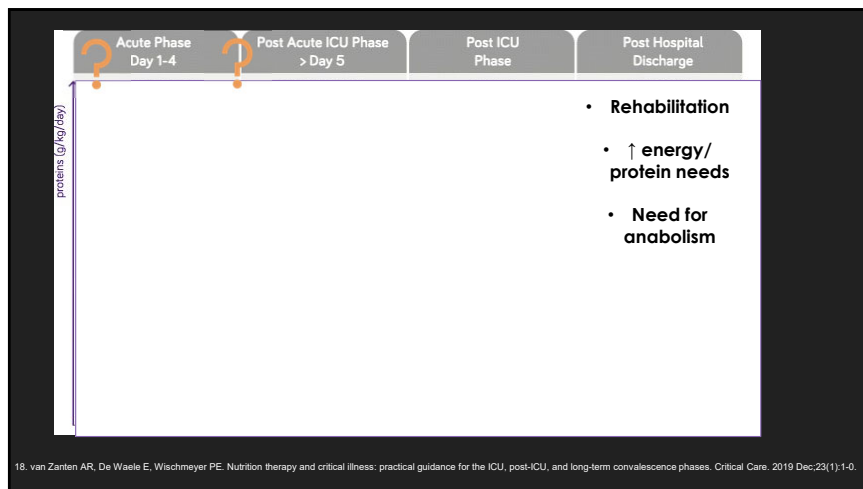 Acute Phase
Day 1-4
Post Acute ICU Phase
> Day 5
Post ICU
Phase
Post Hospital
Discharge
?
?
proteins (g/kg/day)
• Rehabilitation
• ↑ energy/
protein needs
• Need for
anabolism
18. van Zanten AR, De Waele E, Wischmeyer PE. Nutrition therapy and critical illness: practical guidance for the ICU, post-ICU, and long-term convalescence phases. Critical Care. 2019 Dec;23(1):1-0.